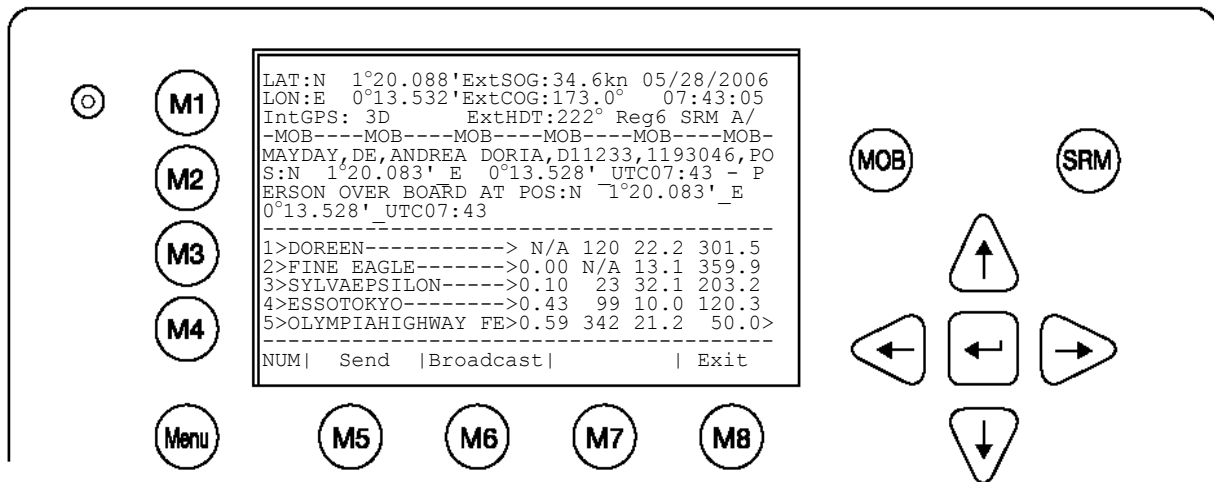 LAT:N  1°20.088'ExtSOG:34.6kn 05/28/2006
LON:E  0°13.532'ExtCOG:173.0°  07:43:05
IntGPS: 3D     ExtHDT:222° Reg6 SRM A/
-MOB----MOB----MOB----MOB----MOB----MOB-
MAYDAY,DE,ANDREA DORIA,D11233,1193046,PO
S:N  1°20.083'_E  0°13.528'_UTC07:43 - P
ERSON OVER BOARD AT POS:N  1°20.083'_E
0°13.528'_UTC07:43
----------------------------------------
1>DOREEN-----------> N/A 120 22.2 301.5
2>FINE EAGLE------->0.00 N/A 13.1 359.9
3>SYLVAEPSILON----->0.10  23 32.1 203.2
4>ESSOTOKYO-------->0.43  99 10.0 120.3
5>OLYMPIAHIGHWAY FE>0.59 342 21.2  50.0>
----------------------------------------
NUM|  Send  |Broadcast|         | Exit
M1
M2
M3
M4
Menu
M5
M6
M7
M8
MOB
SRM